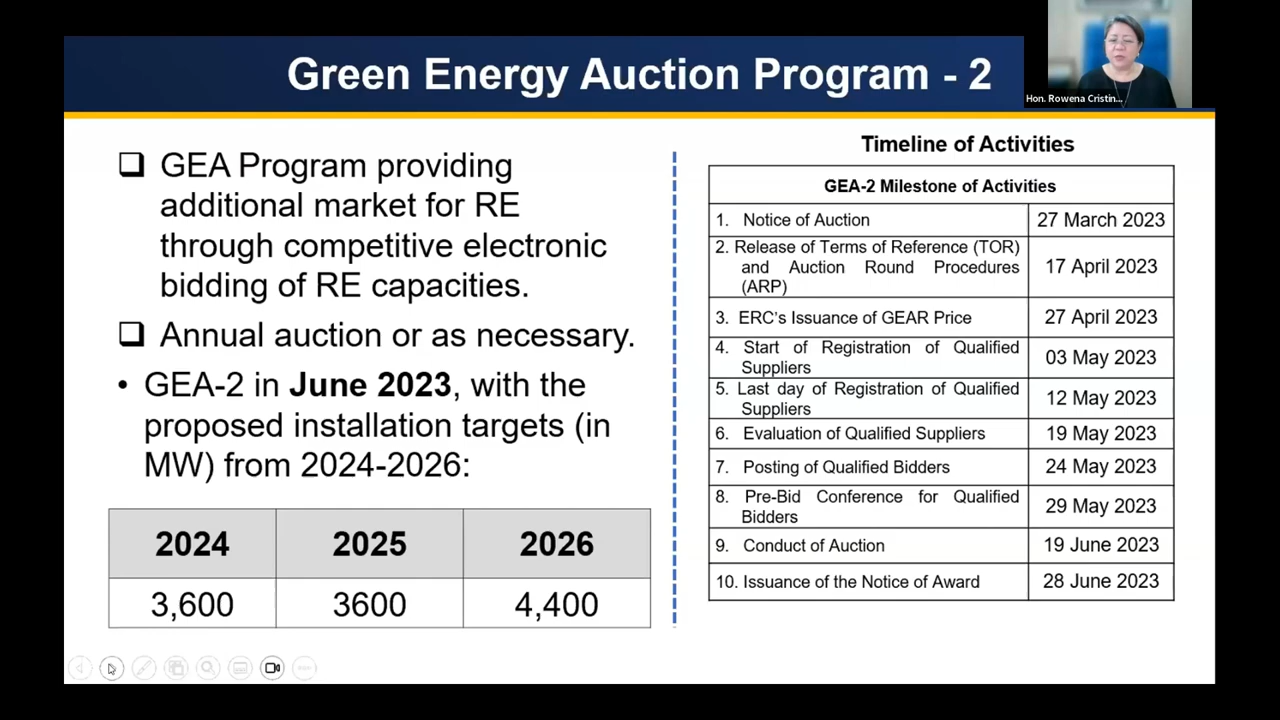 Green Energy Auction Program - 2
Hon. Rowena Cristin...
GEA Program providing
additional market for RE
through competitive electronic
bidding of RE capacities.
Annual auction or as necessary.
• GEA-2 in June 2023, with the
proposed installation targets (in
MW) from 2024-2026:
2024 2025 2026
3,600 3600 4,400
Timeline of Activities
GEA-2 Milestone of Activities
1. Notice of Auction 27 March 2023
2. Release of Terms of Reference (TOR)
and Auction Round Procedures
(ARP)
17 April 2023
3. ERC's Issuance of GEAR Price 27 April 2023
4. Start of Registration of Qualified
Suppliers
03 May 2023
5. Last day of Registration of Qualified
Suppliers
12 May 2023
6. Evaluation of Qualified Suppliers 19 May 2023
7. Posting of Qualified Bidders 24 May 2023
8. Pre-Bid Conference for Qualified
Bidders
29 May 2023
9. Conduct of Auction 19 June 2023
10. Issuance of the Notice of Award 28 June 2023